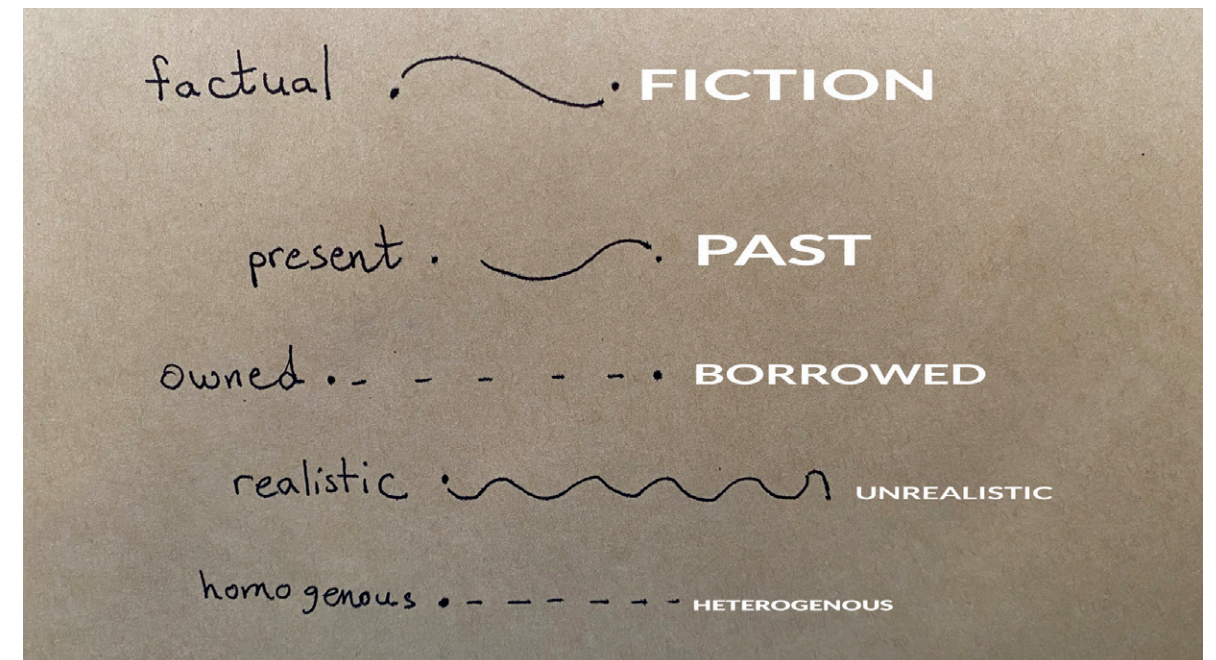 factual FICTION
present PAST
owned BORROWED
realistic UNREALISTIC
homogenous HETEROGENOUS